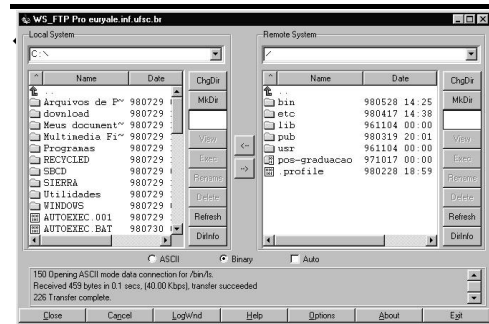 WS_FTP Pro euryale.inf.ufsc.br
Local System
C:\
Name Date
..
Arquivos de P~ 980729
download 980729
Meus document~ 980729
Multimedia Fi~ 980729
Programas 980729
RECYCLED 980729
SBCD 980729
SIERRA 980729
Utilidades 980729
WINDOWS 980729
AUTOEXEC.001 980729
AUTOEXEC.BAT 980730
ChgDir
MkDir
View
Exec
Rename
Delete
Refresh
DirInfo
<--
-->
Remote System
/
Name Date
..
bin 980528 14:25
etc 980417 14:38
lib 961104 00:00
pub 980319 20:01
usr 961104 00:00
pos-graduacao 971017 00:00
.profile 980228 18:59
ChgDir
MkDir
View
Exec
Rename
Delete
Refresh
DirInfo
ASCII Binary Auto
150 Opening ASCII mode data connection for /bin/ls.
Received 459 bytes in 0.1 secs, (40.00 Kbps), transfer succeeded
226 Transfer complete.
Close Cancel LogWnd Help Options About Exit